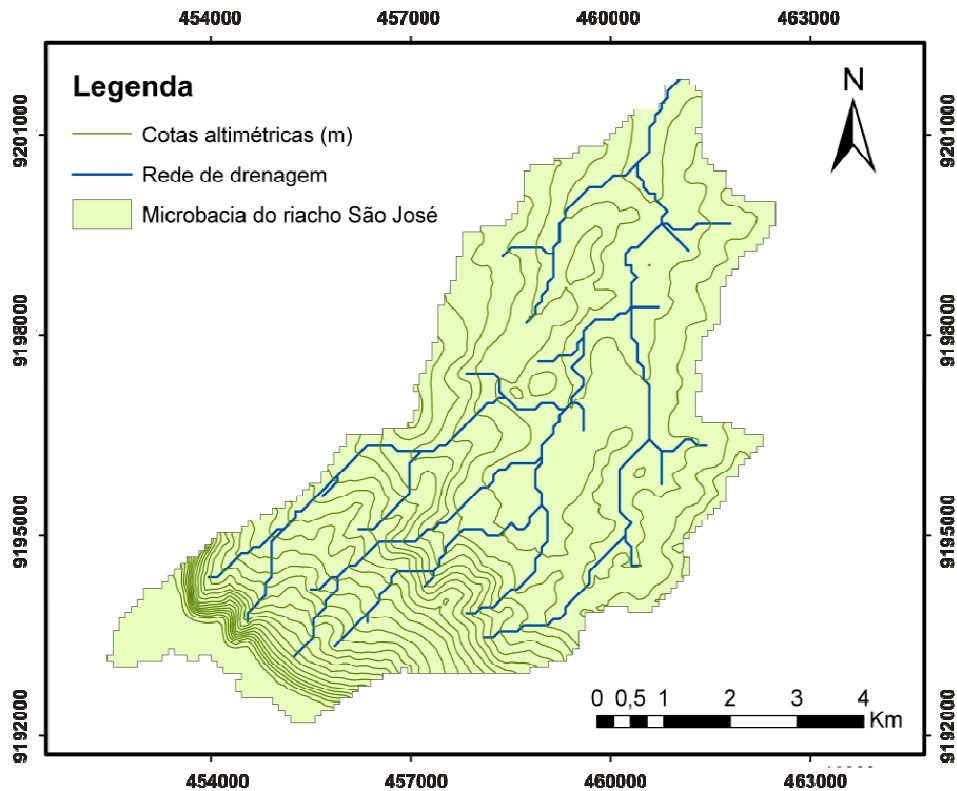 454000 457000 460000 463000
Legenda
N
Cotas altimétricas (m)
Rede de drenagem
Microbacia do riacho São José
9201000 9201000
9198000 9198000
9195000 9195000
9192000 9192000
0 0,5 1 2 3 4
Km
454000 457000 460000 463000